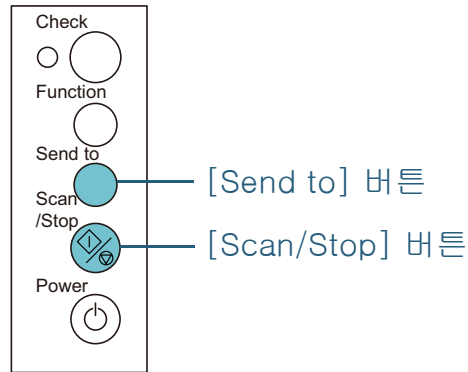 Check
Function
Send to
[Send to] 버튼
Scan
/Stop
[Scan/Stop] 버튼
Power